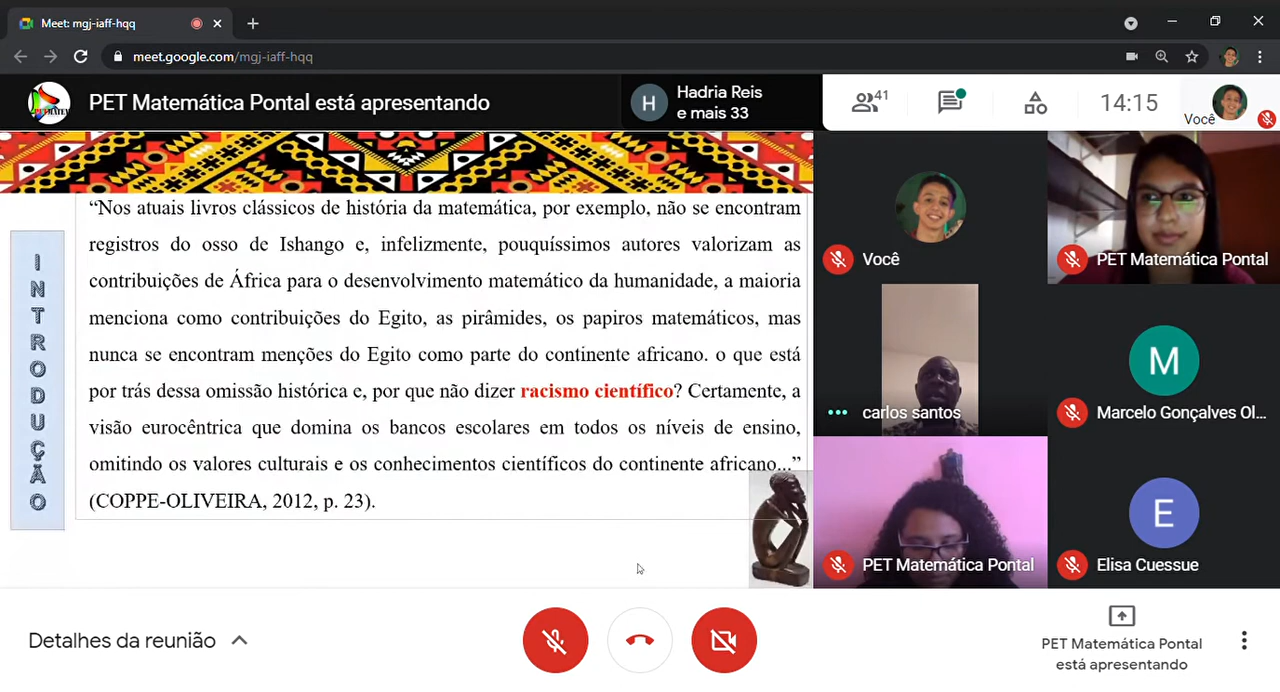 Meet: mgj-iaff-hqq
meet.google.com/mgj-iaff-hqq
PET Matemática Pontal está apresentando
H
Hadria Reis
e mais 33
41
14:15
Você
“Nos atuais livros clássicos de história da matemática, por exemplo, não se encontram
registros do osso de Ishango e, infelizmente, pouquíssimos autores valorizam as
contribuições de África para o desenvolvimento matemático da humanidade, a maioria
menciona como contribuições do Egito, as pirâmides, os papiros matemáticos, mas
nunca se encontram menções do Egito como parte do continente africano. o que está
por trás dessa omissão histórica e, por que não dizer racismo científico? Certamente, a
visão eurocêntrica que domina os bancos escolares em todos os níveis de ensino,
omitindo os valores culturais e os conhecimentos científicos do continente africano...”
(COPPE-OLIVEIRA, 2012, p. 23).
INTRODUÇÃO
Você
PET Matemática Pontal
carlos santos
M
Marcelo Gonçalves Ol...
PET Matemática Pontal
E
Elisa Cuessue
Detalhes da reunião
PET Matemática Pontal
está apresentando